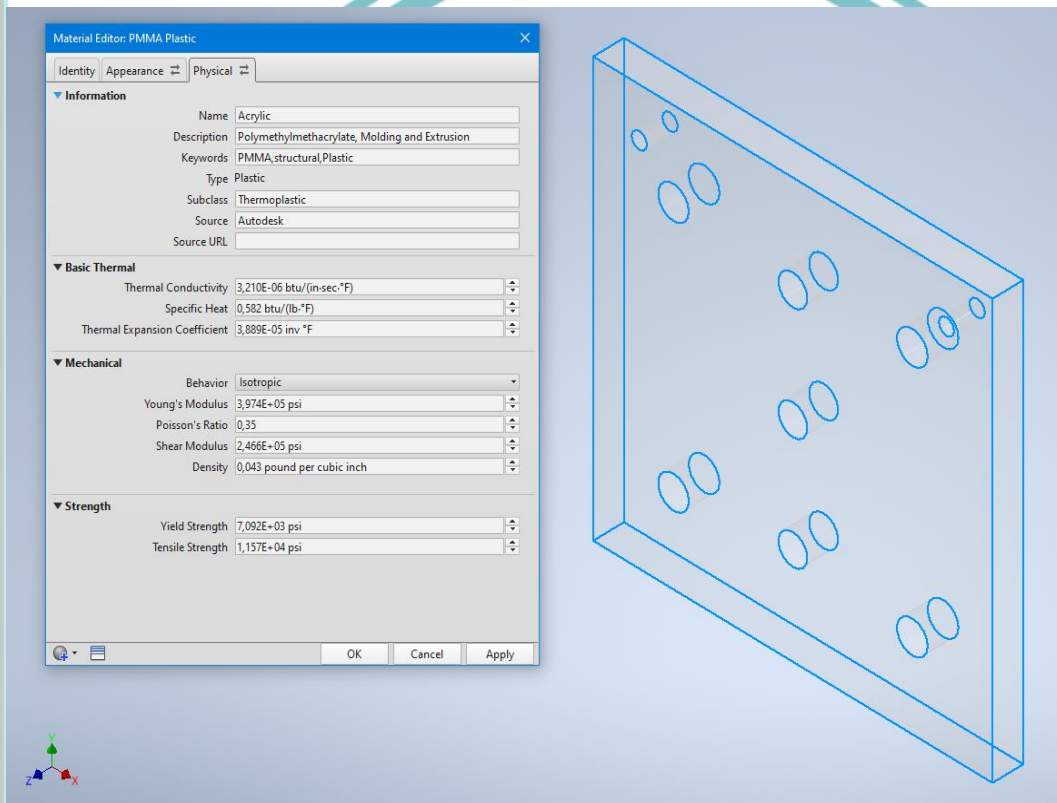 Material Editor: PMMA Plastic
Identity Appearance Physical
Information
Name Acrylic
Description Polymethylmethacrylate, Molding and Extrusion
Keywords PMMA,structural,Plastic
Type Plastic
Subclass Thermoplastic
Source Autodesk
Source URL
Basic Thermal
Thermal Conductivity 3,210E-06 btu/(in·sec·°F)
Specific Heat 0,582 btu/(lb·°F)
Thermal Expansion Coefficient 3,889E-05 inv °F
Mechanical
Behavior Isotropic
Young's Modulus 3,974E+05 psi
Poisson's Ratio 0,35
Shear Modulus 2,466E+05 psi
Density 0,043 pound per cubic inch
Strength
Yield Strength 7,092E+03 psi
Tensile Strength 1,157E+04 psi
OK Cancel Apply
Y
Z X